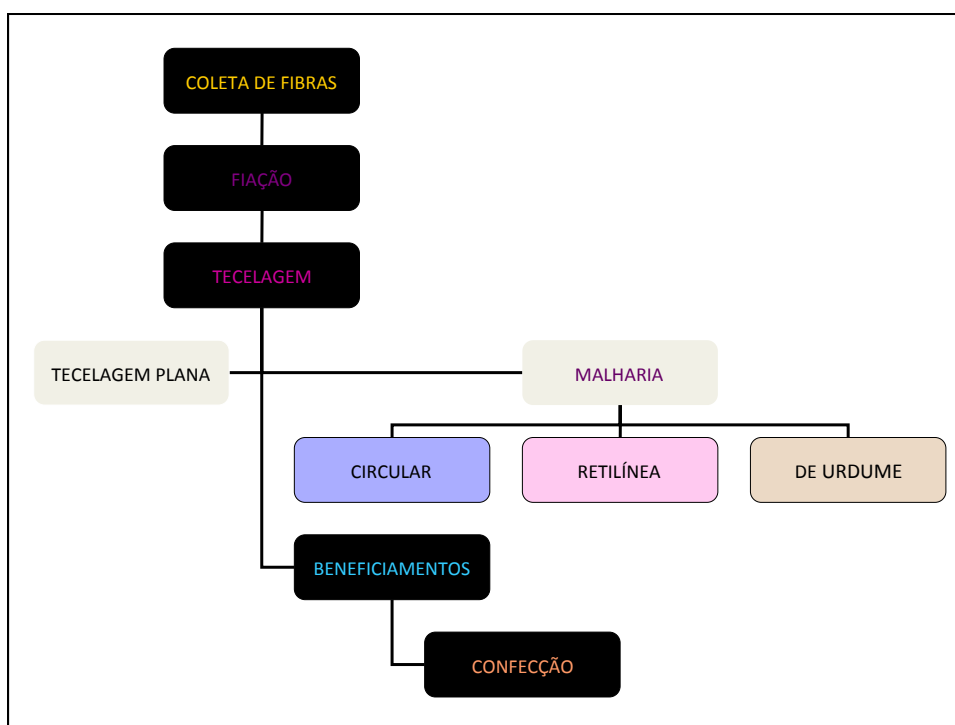 COLETA DE FIBRAS
FIAÇÃO
TECELAGEM
TECELAGEM PLANA
MALHARIA
CIRCULAR
RETILÍNEA
DE URDUME
BENEFICIAMENTOS
CONFECÇÃO